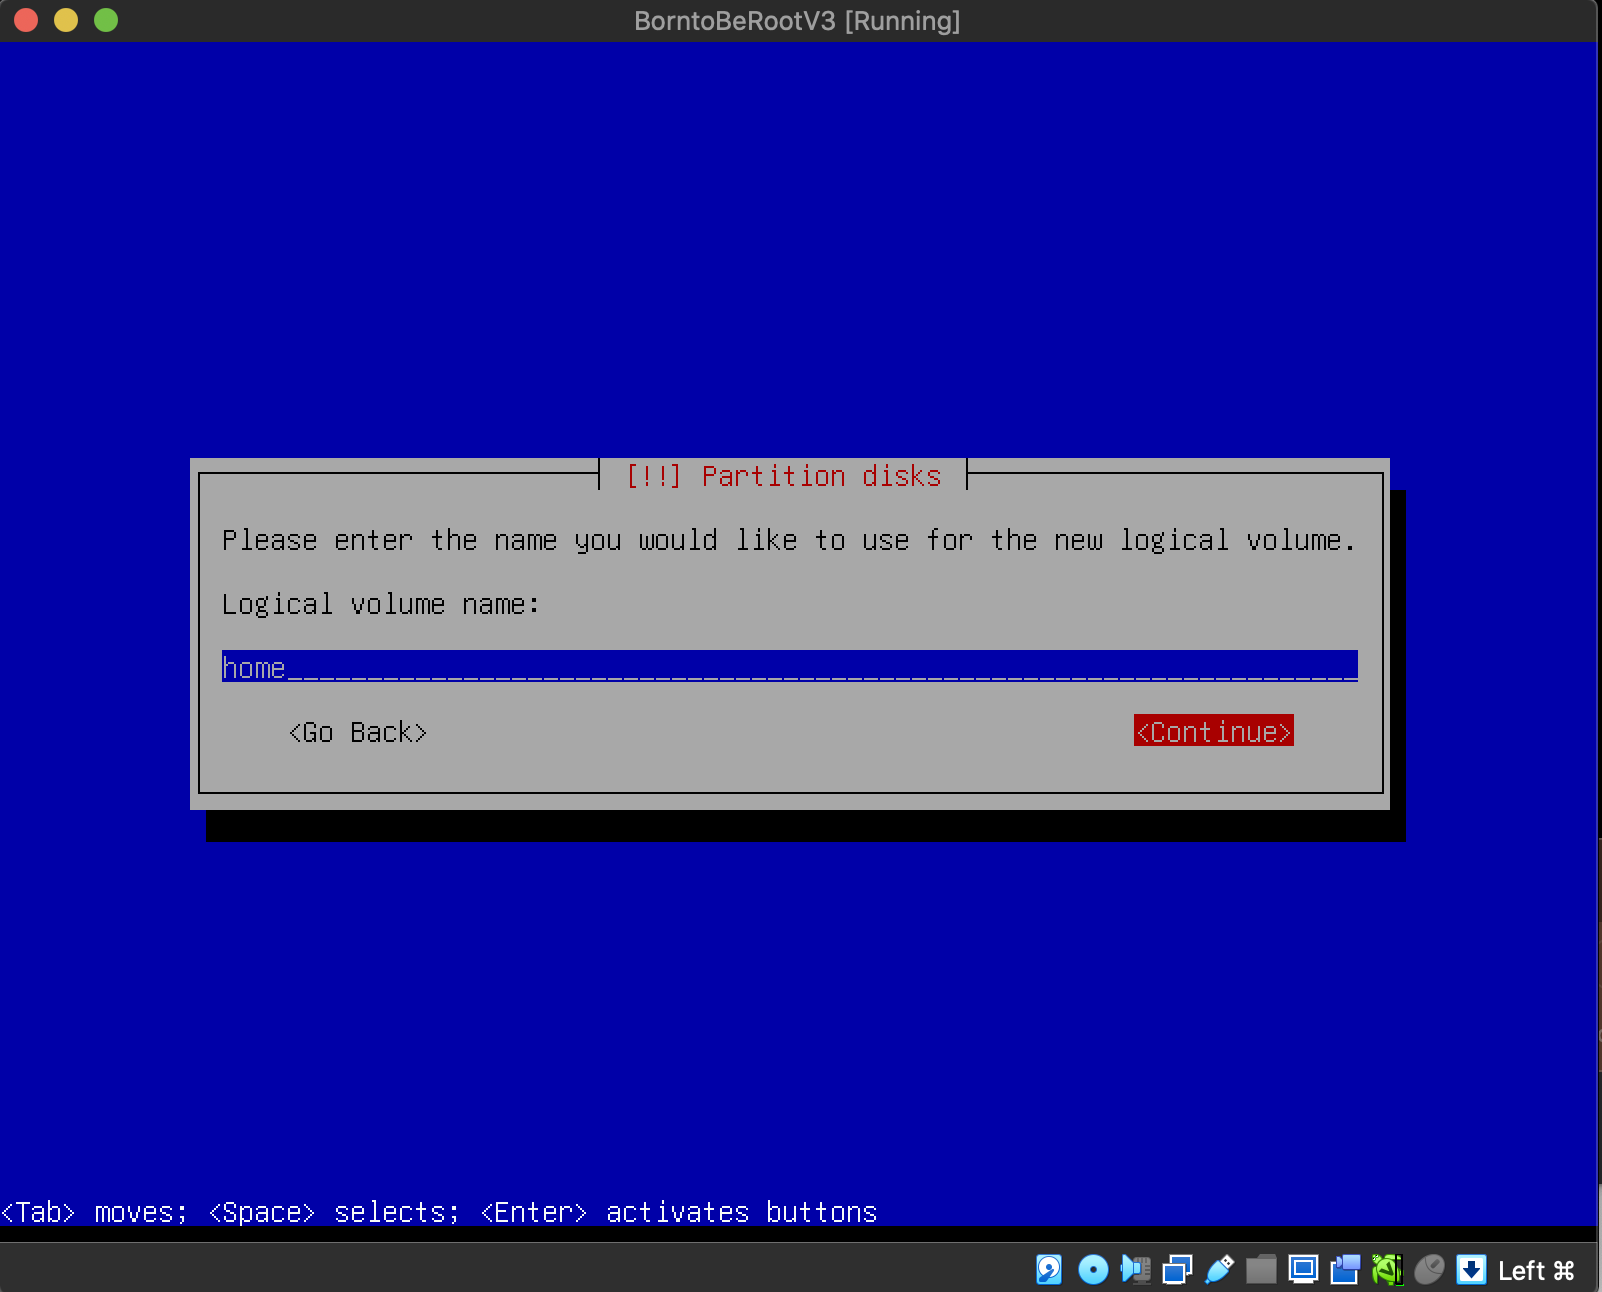 BorntoBeRootV3 [Running]
[!!] Partition disks
Please enter the name you would like to use for the new logical volume.
Logical volume name:
home
<Go Back> <Continue>
<Tab> moves; <Space> selects; <Enter> activates buttons
Left ⌘